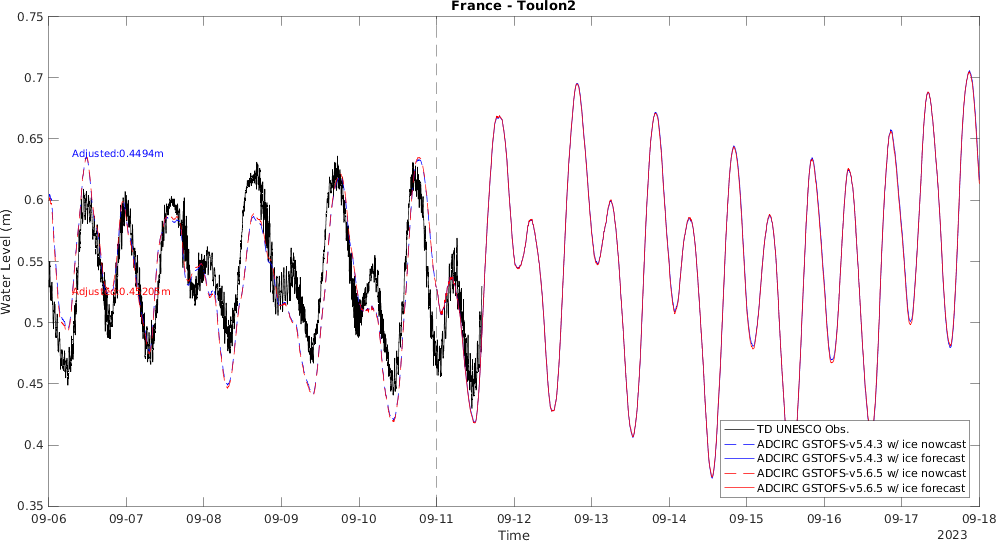 France - Toulon2
0.75
0.7
0.65
0.6
0.55
0.5
0.45
0.4
0.35
Water Level (m)
Adjusted:0.4494m
TD UNESCO Obs.
ADCIRC GSTOFS-v5.4.3 w/ ice nowcast
ADCIRC GSTOFS-v5.4.3 w/ ice forecast
ADCIRC GSTOFS-v5.6.5 w/ ice nowcast
ADCIRC GSTOFS-v5.6.5 w/ ice forecast
09-06 09-07 09-08 09-09 09-10 09-11 09-12 09-13 09-14 09-15 09-16 09-17 09-18
Time
2023